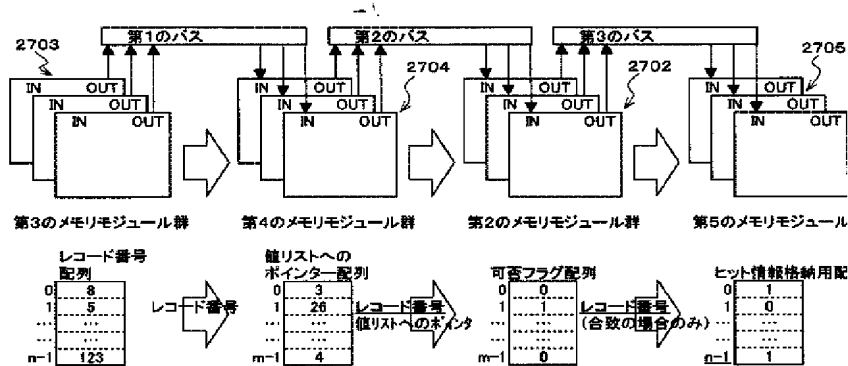 第1のバス
第2のバス
第3のバス
2703
IN OUT
IN OUT
IN OUT
2704
IN OUT
IN OUT
IN OUT
2702
IN OUT
IN OUT
IN OUT
2705
IN OUT
IN OUT
IN OUT
第3のメモリモジュール群
第4のメモリモジュール群
第2のメモリモジュール群
第5のメモリモジュール
レコード番号
配列
0 8
1 5
... ...
... ...
n-1 123
レコード番号
値リストへの
ポインター配列
0 3
1 26
... ...
... ...
m-1 4
レコード番号
値リストへのポインタ
可否フラグ配列
0 0
1 1
... ...
... ...
m-1 0
レコード番号
(合数の場合のみ)
ヒット情報格納用配
0 1
1 0
... ...
... ...
n-1 1